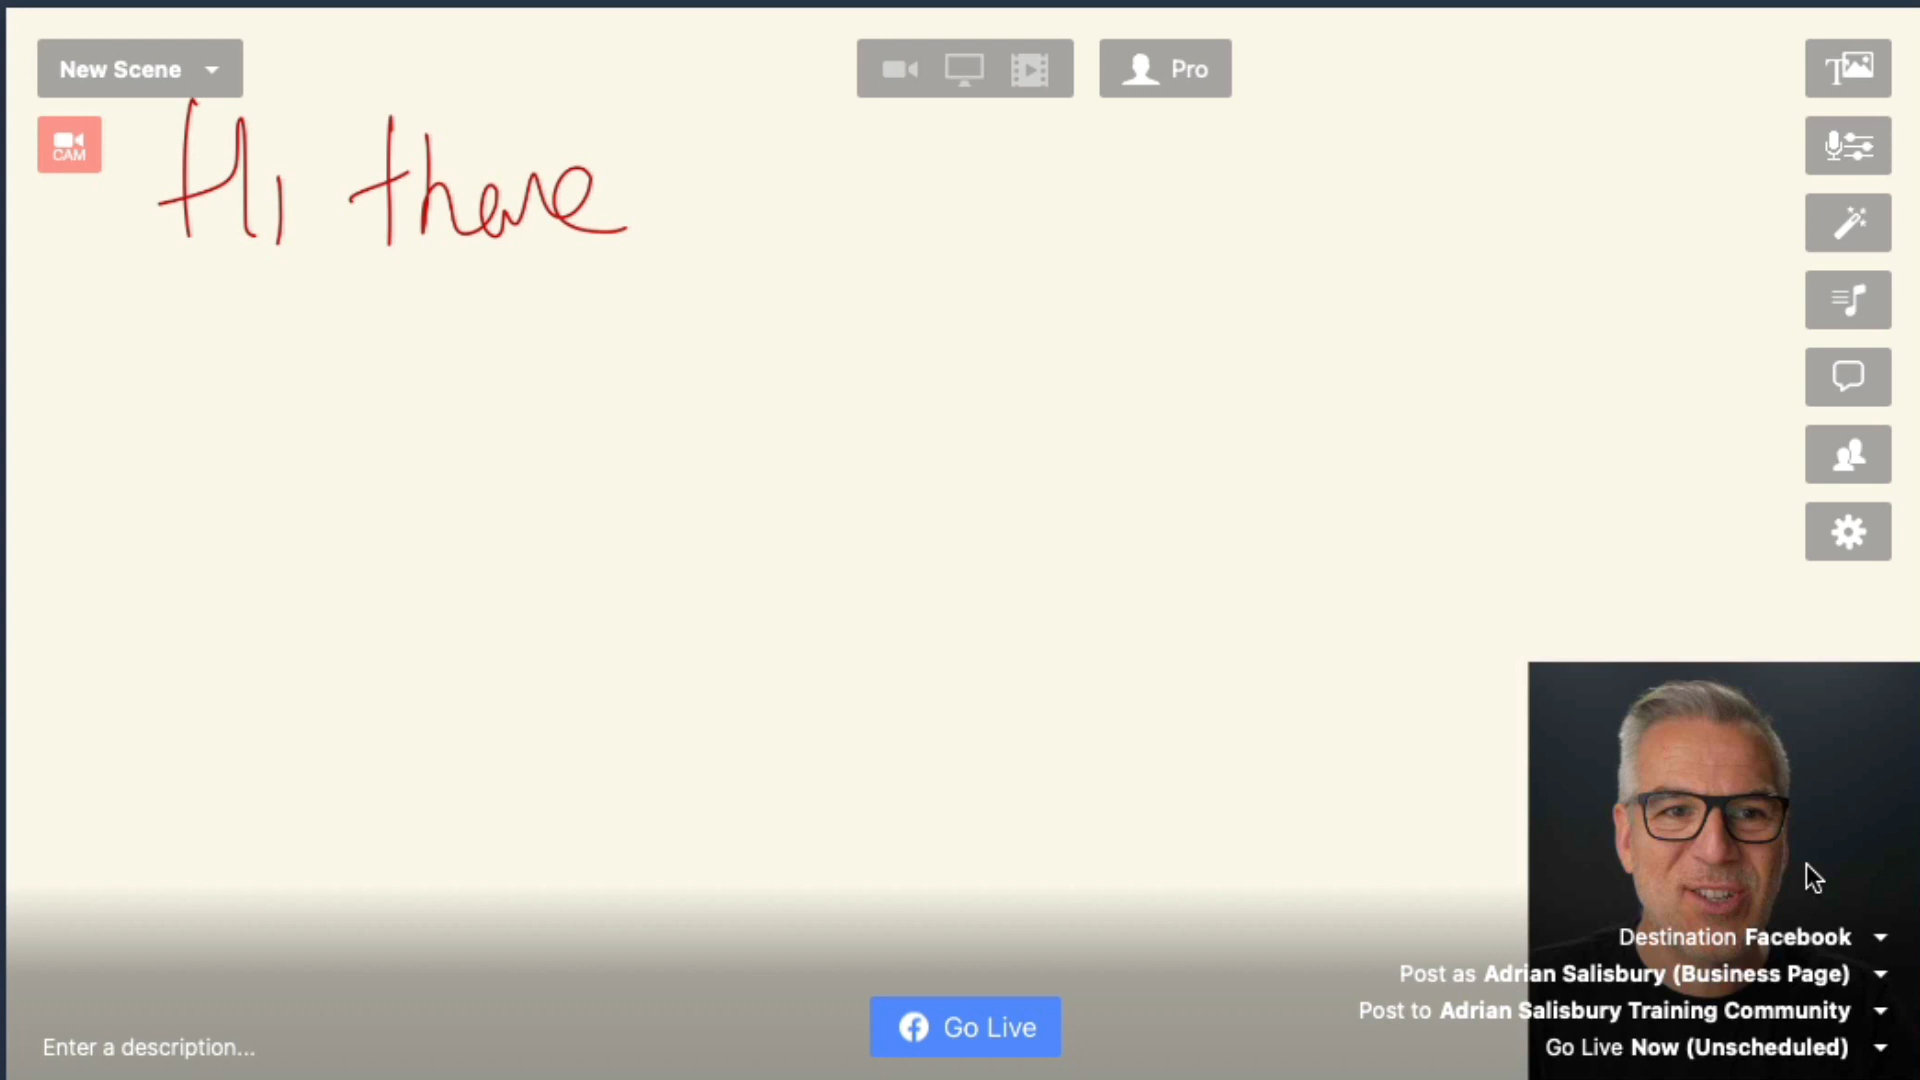 New Scene
Pro
T
CAM
Hi there
Destination Facebook
Post as Adrian Salisbury (Business Page)
Post to Adrian Salisbury Training Community
Go Live
Enter a description...
Go Live Now (Unscheduled)